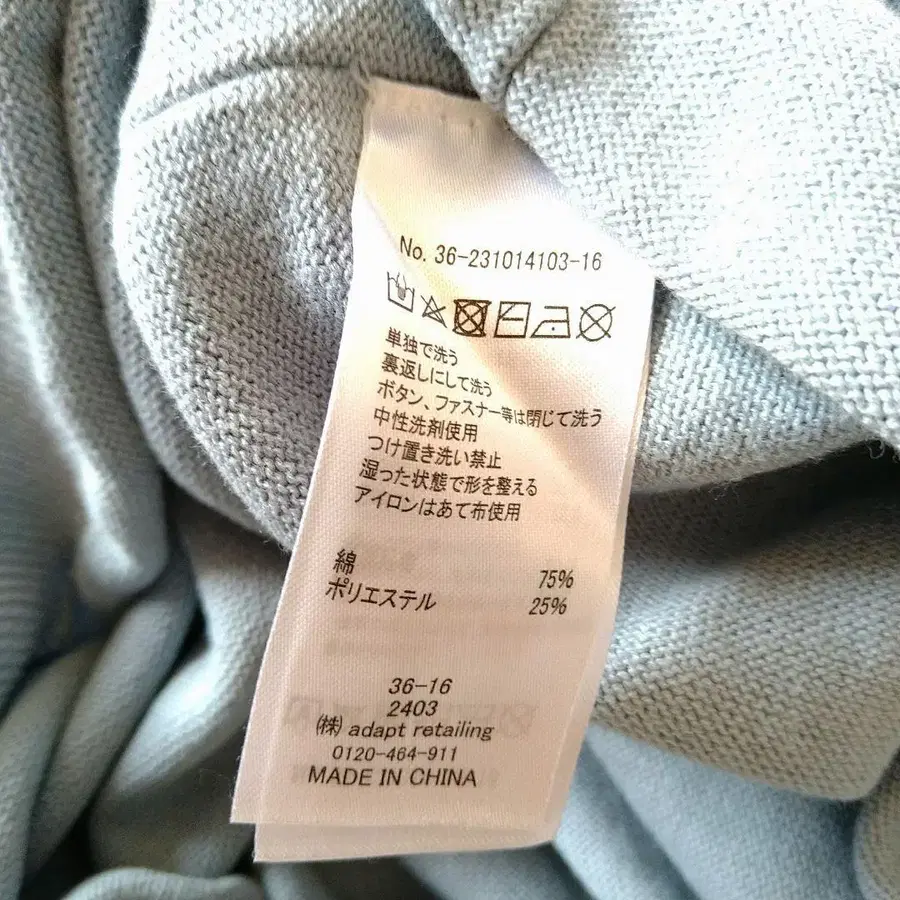 No. 36-231014103-16
単独で洗う
裏返しにして洗う
ボタン、ファスナー等は閉じて洗う
中性洗剤使用
つけ置き洗い禁止
湿った状態で形を整える
アイロンはあて布使用
綿 75%
ポリエステル 25%
36-16
2403
㈱ adapt retailing
0120-464-911
MADE IN CHINA